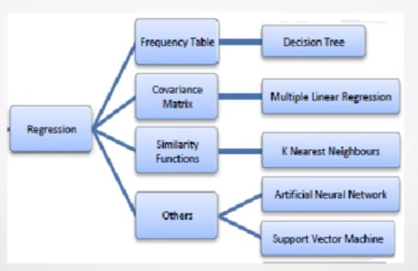 Regression
Frequency Table
Decision Tree
Covariance
Matrix
Multiple Linear Regression
Similarity
Functions
K Nearest Neighbours
Others
Artificial Neural Network
Support Vector Machine